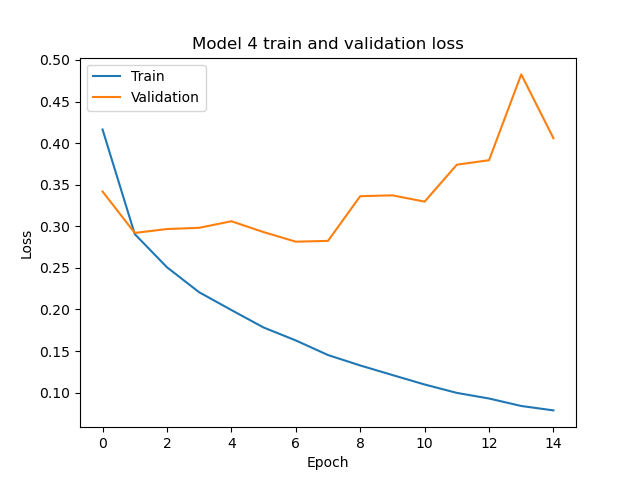 Model 4 train and validation loss
Train
Validation
Loss
0.50
0.45
0.40
0.35
0.30
0.25
0.20
0.15
0.10
0 2 4 6 8 10 12 14
Epoch